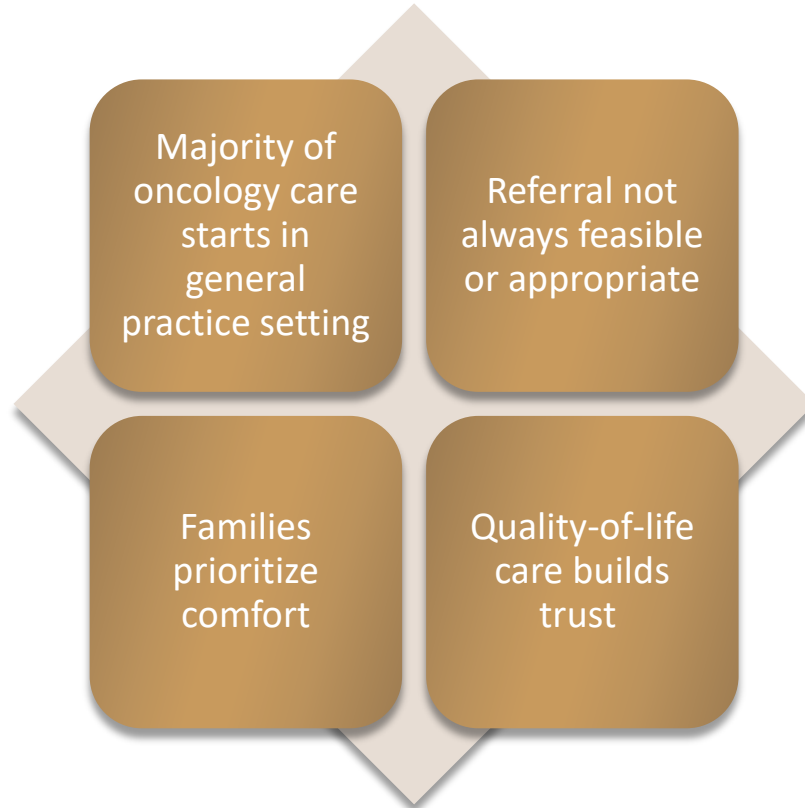 Majority of
oncology care
starts in
general
practice setting
Referral not
always feasible
or appropriate
Families
prioritize
comfort
Quality-of-life
care builds
trust